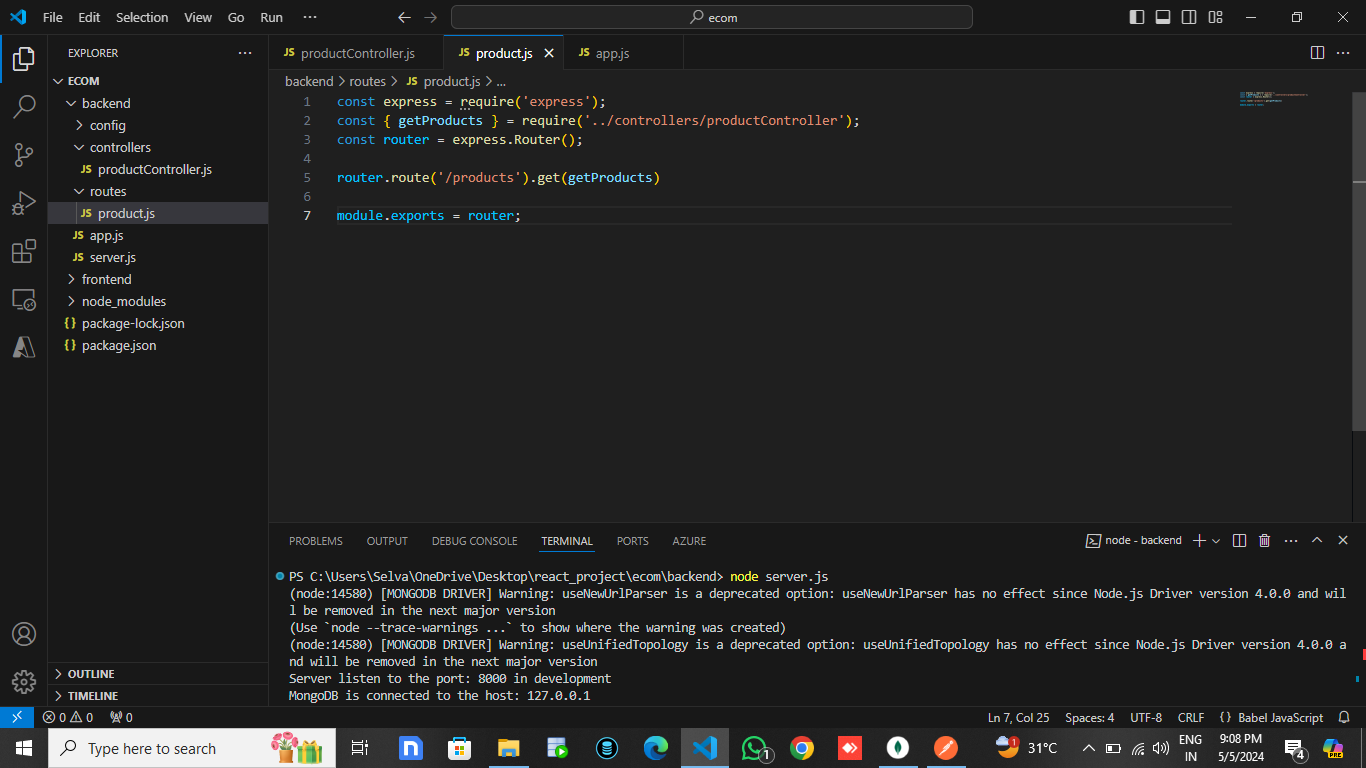 File Edit Selection View Go Run ···
ecom
EXPLORER
ECOM
backend
config
controllers
JS productController.js
routes
JS product.js
JS app.js
JS server.js
frontend
node_modules
{} package-lock.json
{} package.json
OUTLINE
TIMELINE
JS productController.js JS product.js JS app.js
backend > routes > JS product.js > ...
1 const express = require('express');
2 const { getProducts } = require('../controllers/productController');
3 const router = express.Router();
4
5 router.route('/products').get(getProducts)
6
7 module.exports = router;
PROBLEMS OUTPUT DEBUG CONSOLE TERMINAL PORTS AZURE
node - backend
PS C:\Users\Selva\OneDrive\Desktop\react_project\ecom\backend> node server.js
(node:14580) [MONGODB DRIVER] Warning: useNewUrlParser is a deprecated option: useNewUrlParser has no effect since Node.js Driver version 4.0.0 and wil
l be removed in the next major version
(Use `node --trace-warnings ...` to show where the warning was created)
(node:14580) [MONGODB DRIVER] Warning: useUnifiedTopology is a deprecated option: useUnifiedTopology has no effect since Node.js Driver version 4.0.0 a
nd will be removed in the next major version
Server listen to the port: 8000 in development
MongoDB is connected to the host: 127.0.0.1
0 0 0
Ln 7, Col 25 Spaces: 4 UTF-8 CRLF {} Babel JavaScript
Type here to search
1
1
31°C
ENG
IN
9:08 PM
5/5/2024
4
PRE